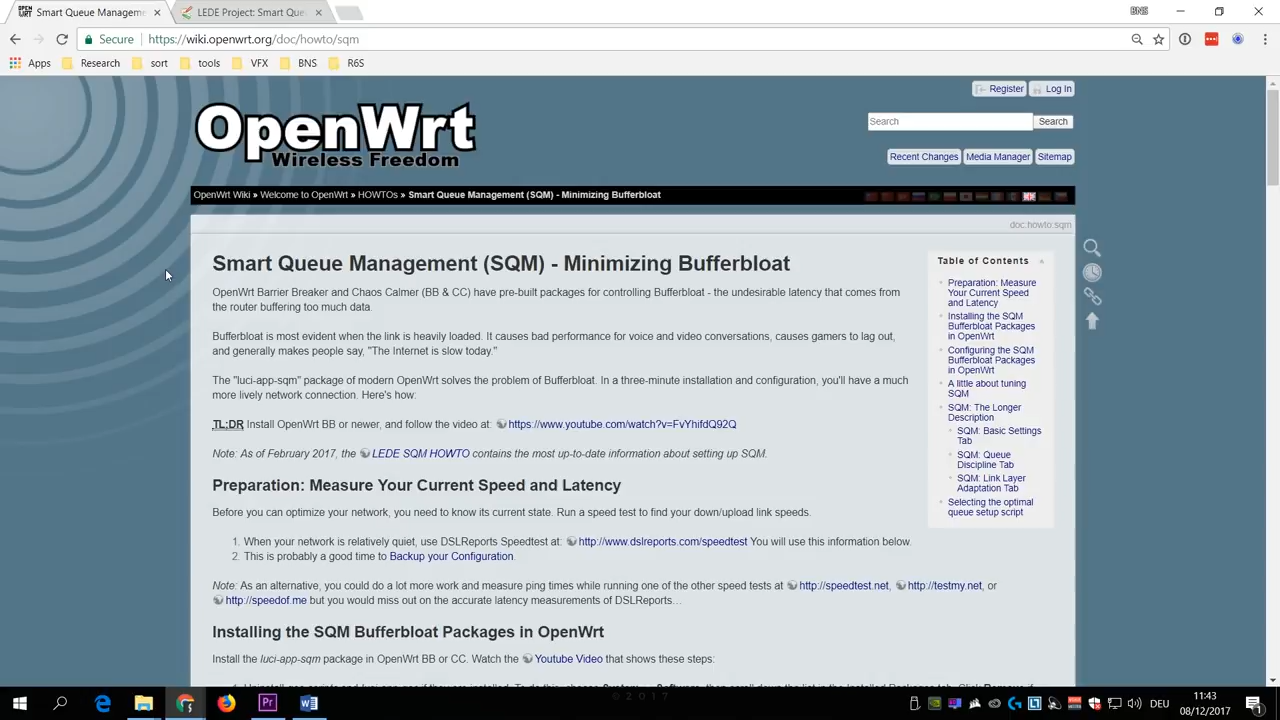 Smart Queue Manageme
LEDE Project: Smart Que
BNS
Secure
https://wiki.openwrt.org/doc/howto/sqm
Apps Research sort tools VFX BNS R6S
Register Log In
OpenWrt
Wireless Freedom
Search Search
Recent Changes Media Manager Sitemap
OpenWrt Wiki » Welcome to OpenWrt » HOWTOs » Smart Queue Management (SQM) - Minimizing Bufferbloat
doc:howto:sqm
Smart Queue Management (SQM) - Minimizing Bufferbloat
OpenWrt Barrier Breaker and Chaos Calmer (BB & CC) have pre-built packages for controlling Bufferbloat - the undesirable latency that comes from
the router buffering too much data.
Bufferbloat is most evident when the link is heavily loaded. It causes bad performance for voice and video conversations, causes gamers to lag out,
and generally makes people say, "The Internet is slow today."
The "luci-app-sqm" package of modern OpenWrt solves the problem of Bufferbloat. In a three-minute installation and configuration, you'll have a much
more lively network connection. Here's how:
TL;DR Install OpenWrt BB or newer, and follow the video at: https://www.youtube.com/watch?v=FvYhifdQ92Q
Note: As of February 2017, the LEDE SQM HOWTO contains the most up-to-date information about setting up SQM.
Preparation: Measure Your Current Speed and Latency
Before you can optimize your network, you need to know its current state. Run a speed test to find your down/upload link speeds.
1. When your network is relatively quiet, use DSLReports Speedtest at: http://www.dslreports.com/speedtest You will use this information below.
2. This is probably a good time to Backup your Configuration.
Note: As an alternative, you could do a lot more work and measure ping times while running one of the other speed tests at http://speedtest.net, http://testmy.net, or
http://speedof.me but you would miss out on the accurate latency measurements of DSLReports…
Installing the SQM Bufferbloat Packages in OpenWrt
Install the luci-app-sqm package in OpenWrt BB or CC. Watch the Youtube Video that shows these steps:
Table of Contents
Preparation: Measure
Your Current Speed
and Latency
Installing the SQM
Bufferbloat Packages
in OpenWrt
Configuring the SQM
Bufferbloat Packages
in OpenWrt
A little about tuning
SQM
SQM: The Longer
Description
SQM: Basic Settings
Tab
SQM: Queue
Discipline Tab
SQM: Link Layer
Adaptation Tab
Selecting the optimal
queue setup script
© 2017
DEU
11:43
08/12/2017